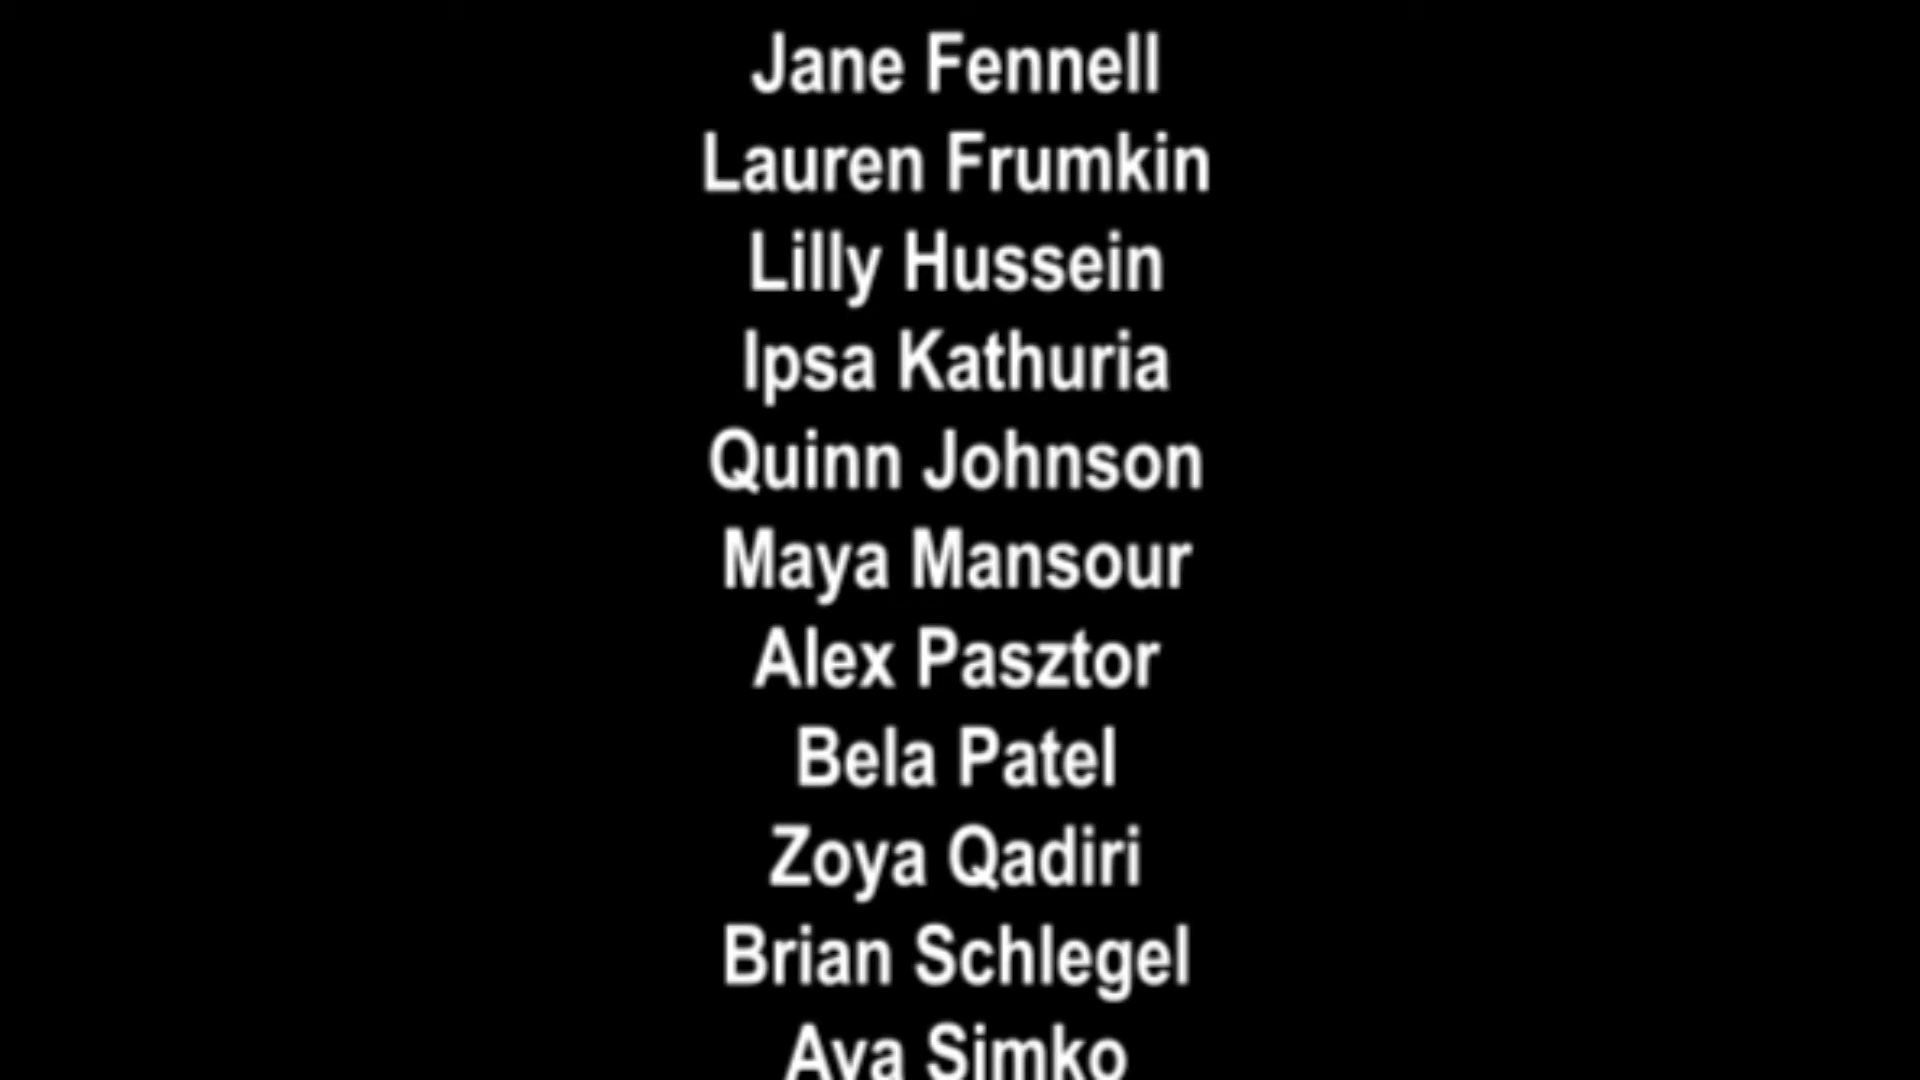 Jane Fennell
Lauren Frumkin
Lilly Hussein
Ipsa Kathuria
Quinn Johnson
Maya Mansour
Alex Pasztor
Bela Patel
Zoya Qadiri
Brian Schlegel
Ava Simko